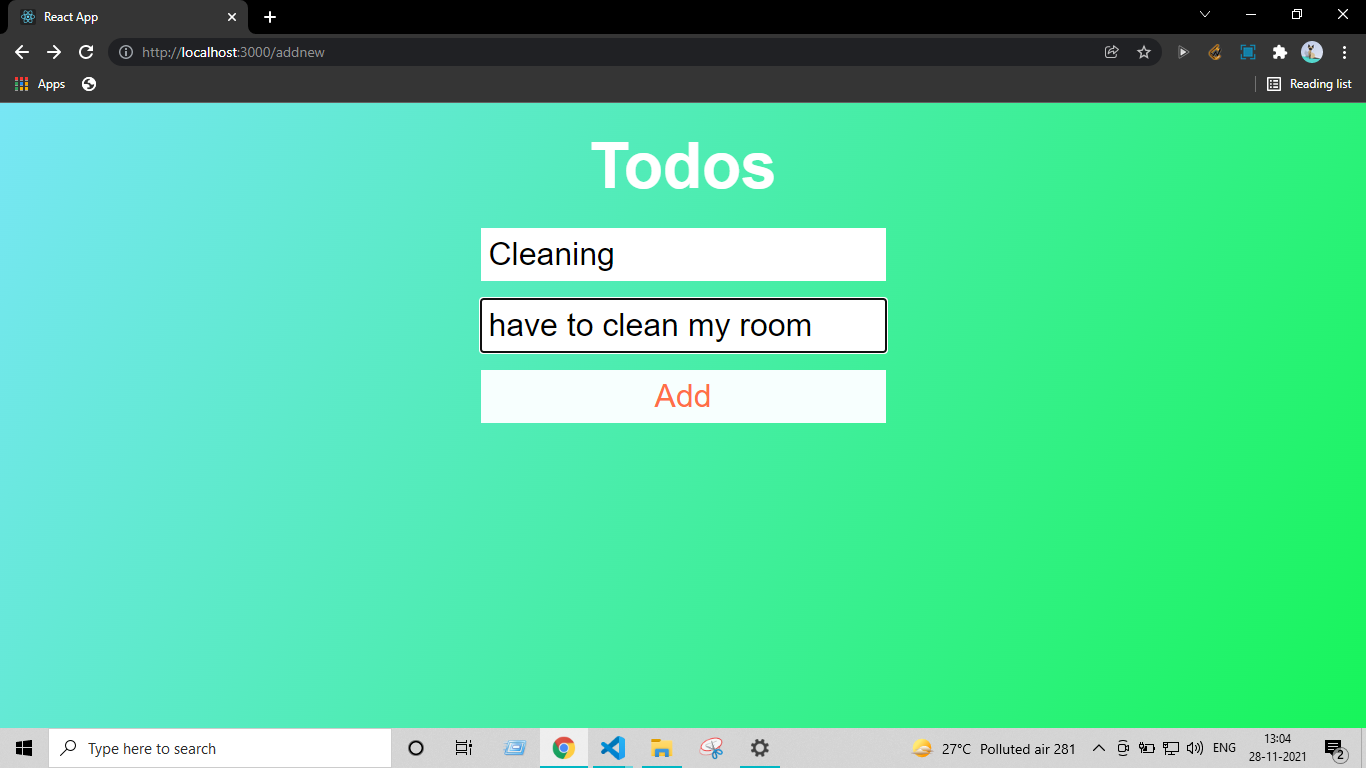 React App
http://localhost:3000/addnew
Apps
Reading list
Todos
Cleaning
have to clean my room
Add
Type here to search
27°C Polluted air 281
ENG
13:04
28-11-2021
2